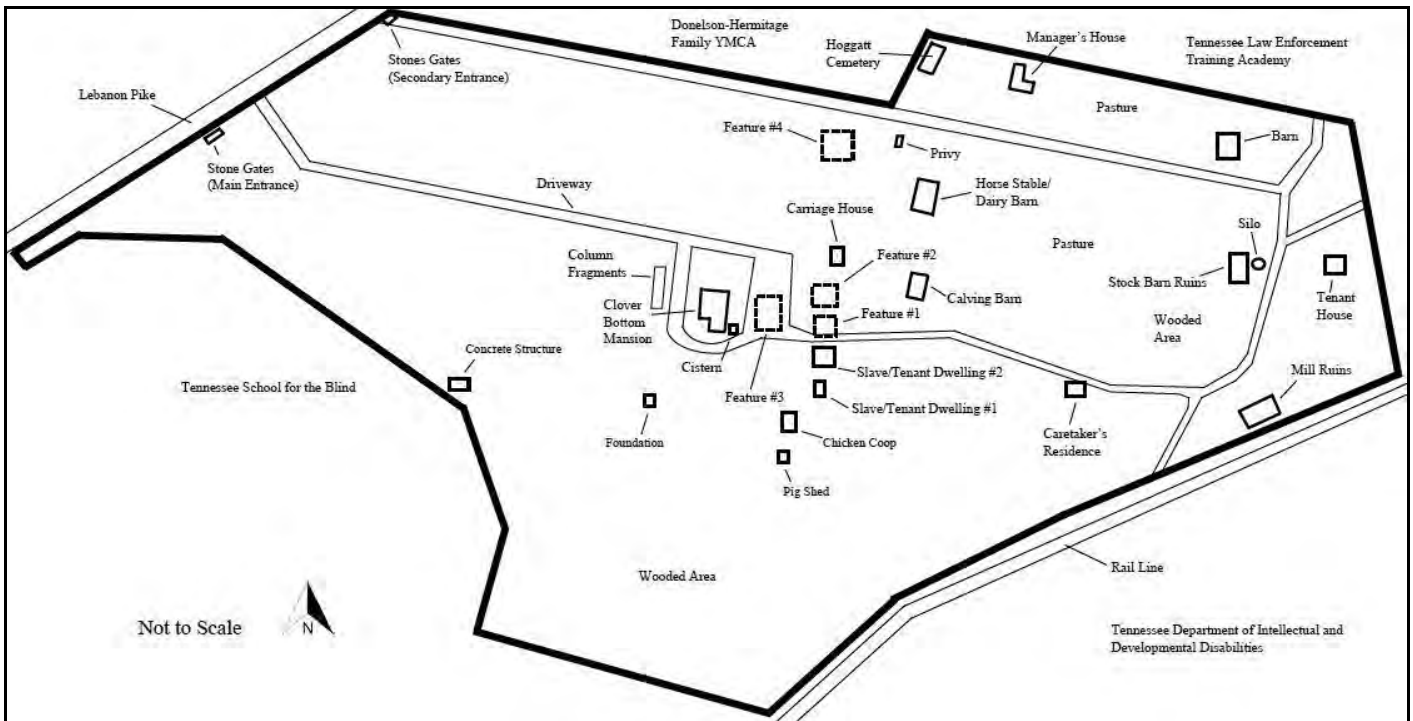 Donelson-Hermitage
Family YMCA
Hoggatt
Cemetery
Manager's House
Tennessee Law Enforcement
Training Academy
Stones Gates
(Secondary Entrance)
Lebanon Pike
Pasture
Feature #4
Barn
Privy
Stone Gates
(Main Entrance)
Driveway
Horse Stable/
Dairy Barn
Carriage House
Silo
Pasture
Feature #2
Column
Fragments
Stock Barn Ruins
Calving Barn
Tenant
House
Clover
Bottom
Mansion
Feature #1
Wooded
Area
Concrete Structure
Cistern
Slave/Tenant Dwelling #2
Mill Ruins
Tennessee School for the Blind
Feature #3
Slave/Tenant Dwelling #1
Foundation
Chicken Coop
Caretaker's
Residence
Pig Shed
Rail Line
Wooded Area
Not to Scale
N
Tennessee Department of Intellectual and
Developmental Disabilities